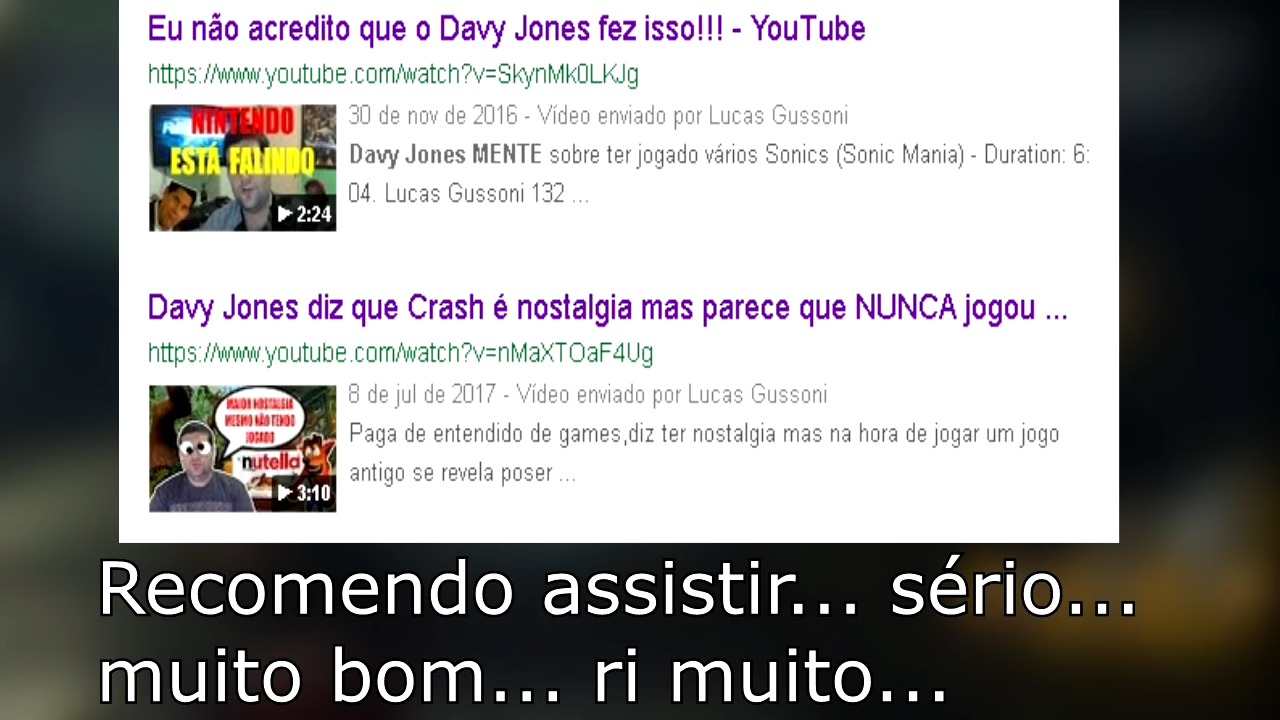 Eu não acredito que o Davy Jones fez isso!!! - YouTube
https://www.youtube.com/watch?v=SkynMk0LKJg
NINTENDO
ESTÁ FALINDO
2:24
30 de nov de 2016 - Vídeo enviado por Lucas Gussoni
Davy Jones MENTE sobre ter jogado vários Sonics (Sonic Mania) - Duration: 6:
04. Lucas Gussoni 132 ...
Davy Jones diz que Crash é nostalgia mas parece que NUNCA jogou ...
https://www.youtube.com/watch?v=nMaXTOaF4Ug
MAIOR NOSTALGIA
MESMO NÃO TENDO
JOGADO
nutella
3:10
8 de jul de 2017 - Vídeo enviado por Lucas Gussoni
Paga de entendido de games,diz ter nostalgia mas na hora de jogar um jogo
antigo se revela poser ...
Recomendo assistir... sério...
muito bom... ri muito...